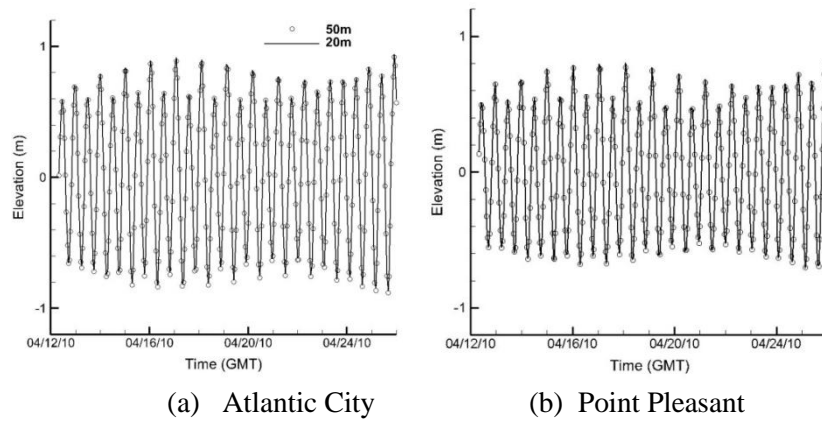 50m
20m
1
0
-1
Elevation (m)
04/12/10 04/16/10 04/20/10 04/24/10
Time (GMT)
1
0
-1
Elevation (m)
04/12/10 04/16/10 04/20/10 04/24/10
Time (GMT)
(a) Atlantic City
(b) Point Pleasant